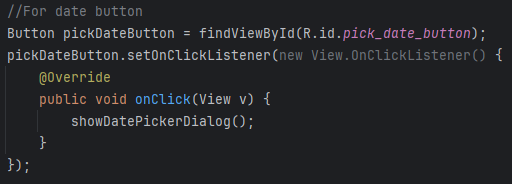 //For date button
Button pickDateButton = findViewById(R.id.pick_date_button);
pickDateButton.setOnClickListener(new View.OnClickListener() {
    @Override
    public void onClick(View v) {
        showDatePickerDialog();
    }
});